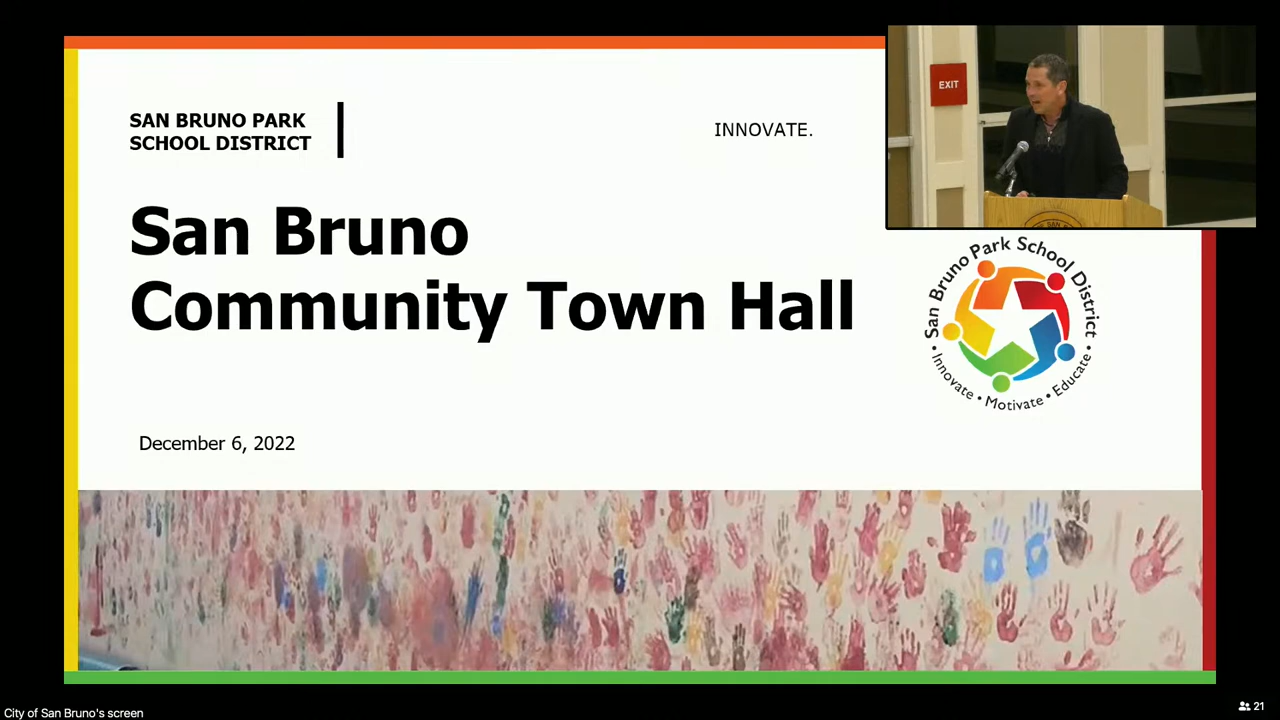 SAN BRUNO PARK
SCHOOL DISTRICT
INNOVATE.
EXIT
San Bruno
Community Town Hall
San Bruno Park School District
• Innovate • Motivate • Educate •
December 6, 2022
City of San Bruno's screen
21